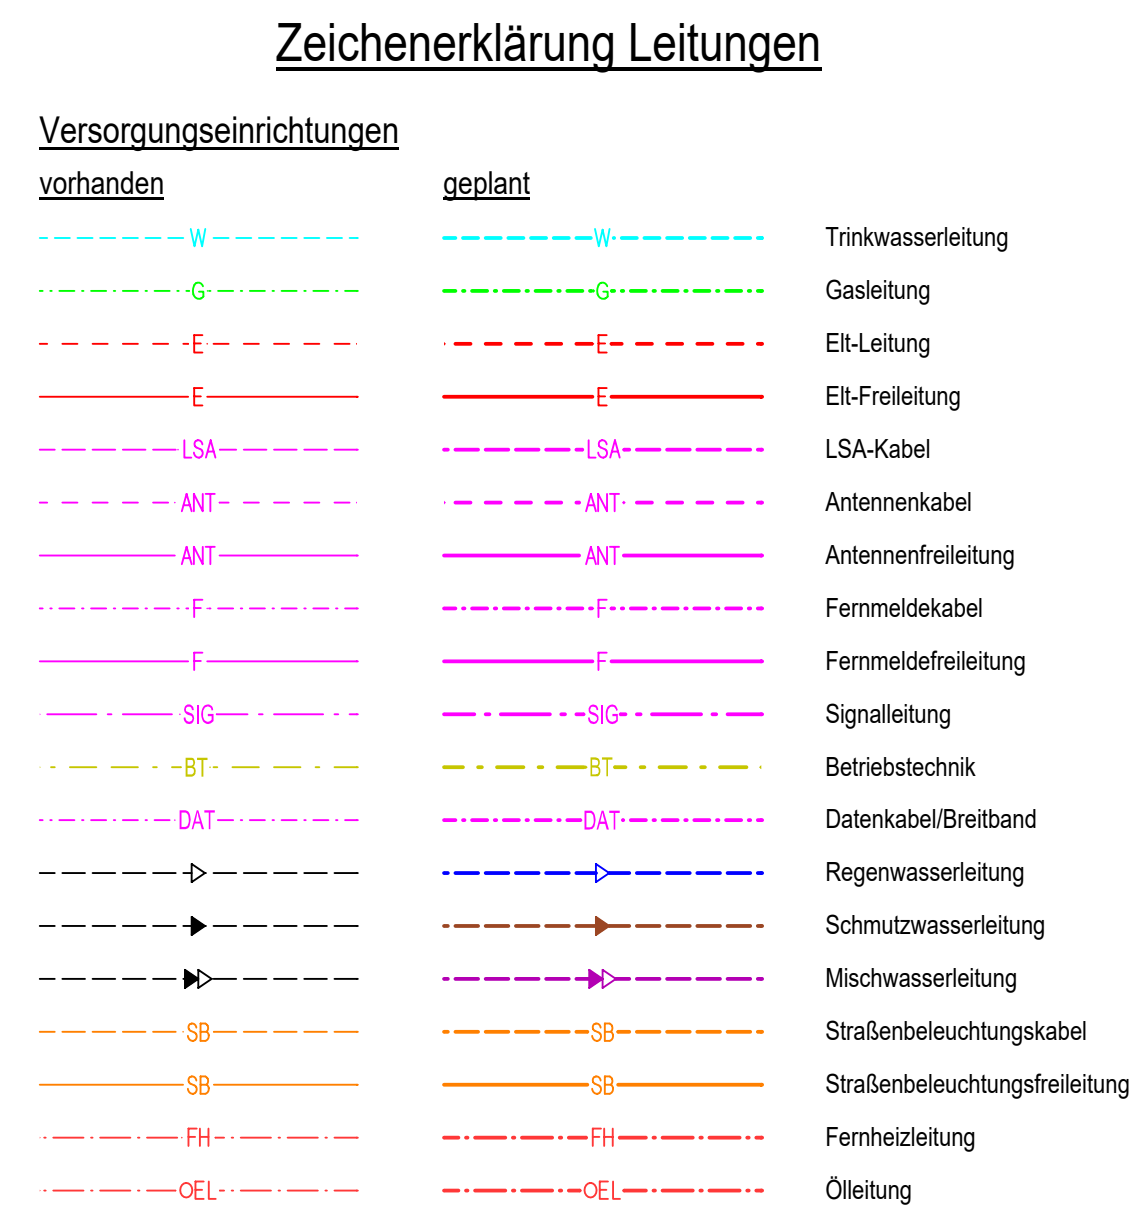 Zeichenerklärung Leitungen
Versorgungseinrichtungen
vorhanden geplant
W W Trinkwasserleitung
G G Gasleitung
E E Elt-Leitung
E E Elt-Freileitung
LSA LSA LSA-Kabel
ANT ANT Antennenkabel
ANT ANT Antennenfreileitung
F F Fernmeldekabel
F F Fernmeldefreileitung
SIG SIG Signalleitung
BT BT Betriebstechnik
DAT DAT Datenkabel/Breitband
Regenwasserleitung
Schmutzwasserleitung
Mischwasserleitung
SB SB Straßenbeleuchtungskabel
SB SB Straßenbeleuchtungsfreileitung
FH FH Fernheizleitung
OEL OEL Ölleitung